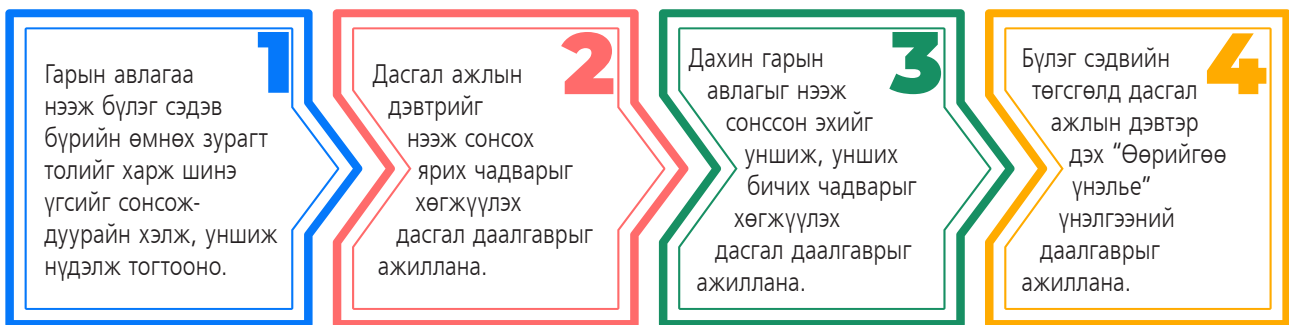 1
Гарын авлагаа
нээж бүлэг сэдэв
бүрийн өмнөх зурагт
толийг харж шинэ
үгсийг сонсож-
дуурайн хэлж, уншиж
нүдэлж тогтооно.
2
Дасгал ажлын
дэвтрийг
нээж сонсох
ярих чадварыг
хөгжүүлэх
дасгал даалгаврыг
ажиллана.
3
Дахин гарын
авлагыг нээж
сонссон эхийг
уншиж, унших
бичих чадварыг
хөгжүүлэх
дасгал даалгаврыг
ажиллана.
4
Бүлэг сэдвийн
төгсгөлд дасгал
ажлын дэвтэр
дэх “Өөрийгөө
үнэлье”
үнэлгээний
даалгаврыг
ажиллана.